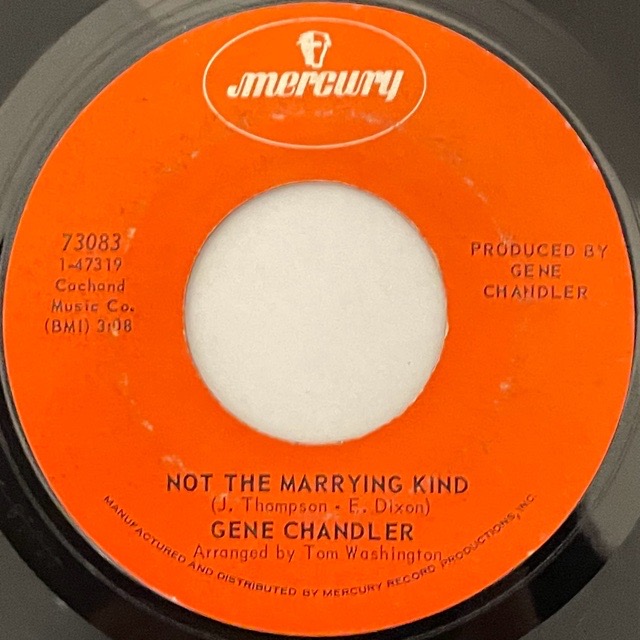 mercury
73083
1-47319
Cachand
Music Co.
(BMI) 3:08
PRODUCED BY
GENE
CHANDLER
NOT THE MARRYING KIND
(J. Thompson • E. Dixon)
GENE CHANDLER
Arranged by Tom Washington
MANUFACTURED AND DISTRIBUTED BY MERCURY RECORD PRODUCTIONS, INC.